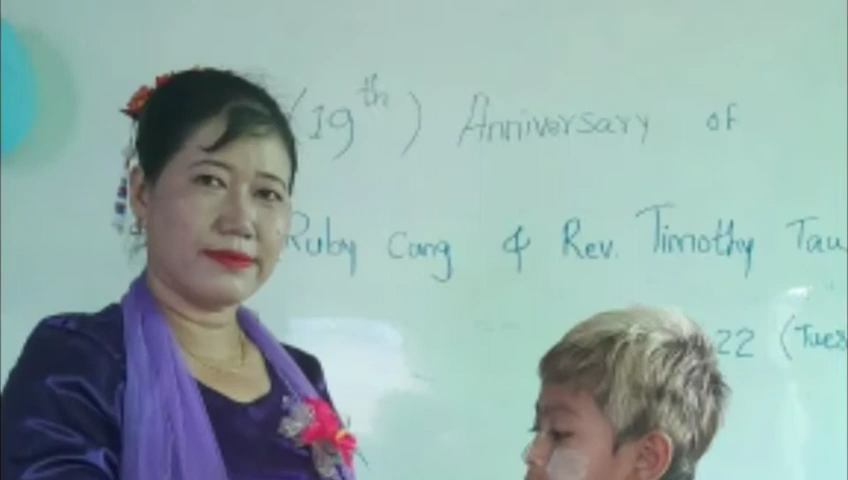 (19th) Anniversary of
Ruby Cang & Rev. Timothy Tau
22 (Tues